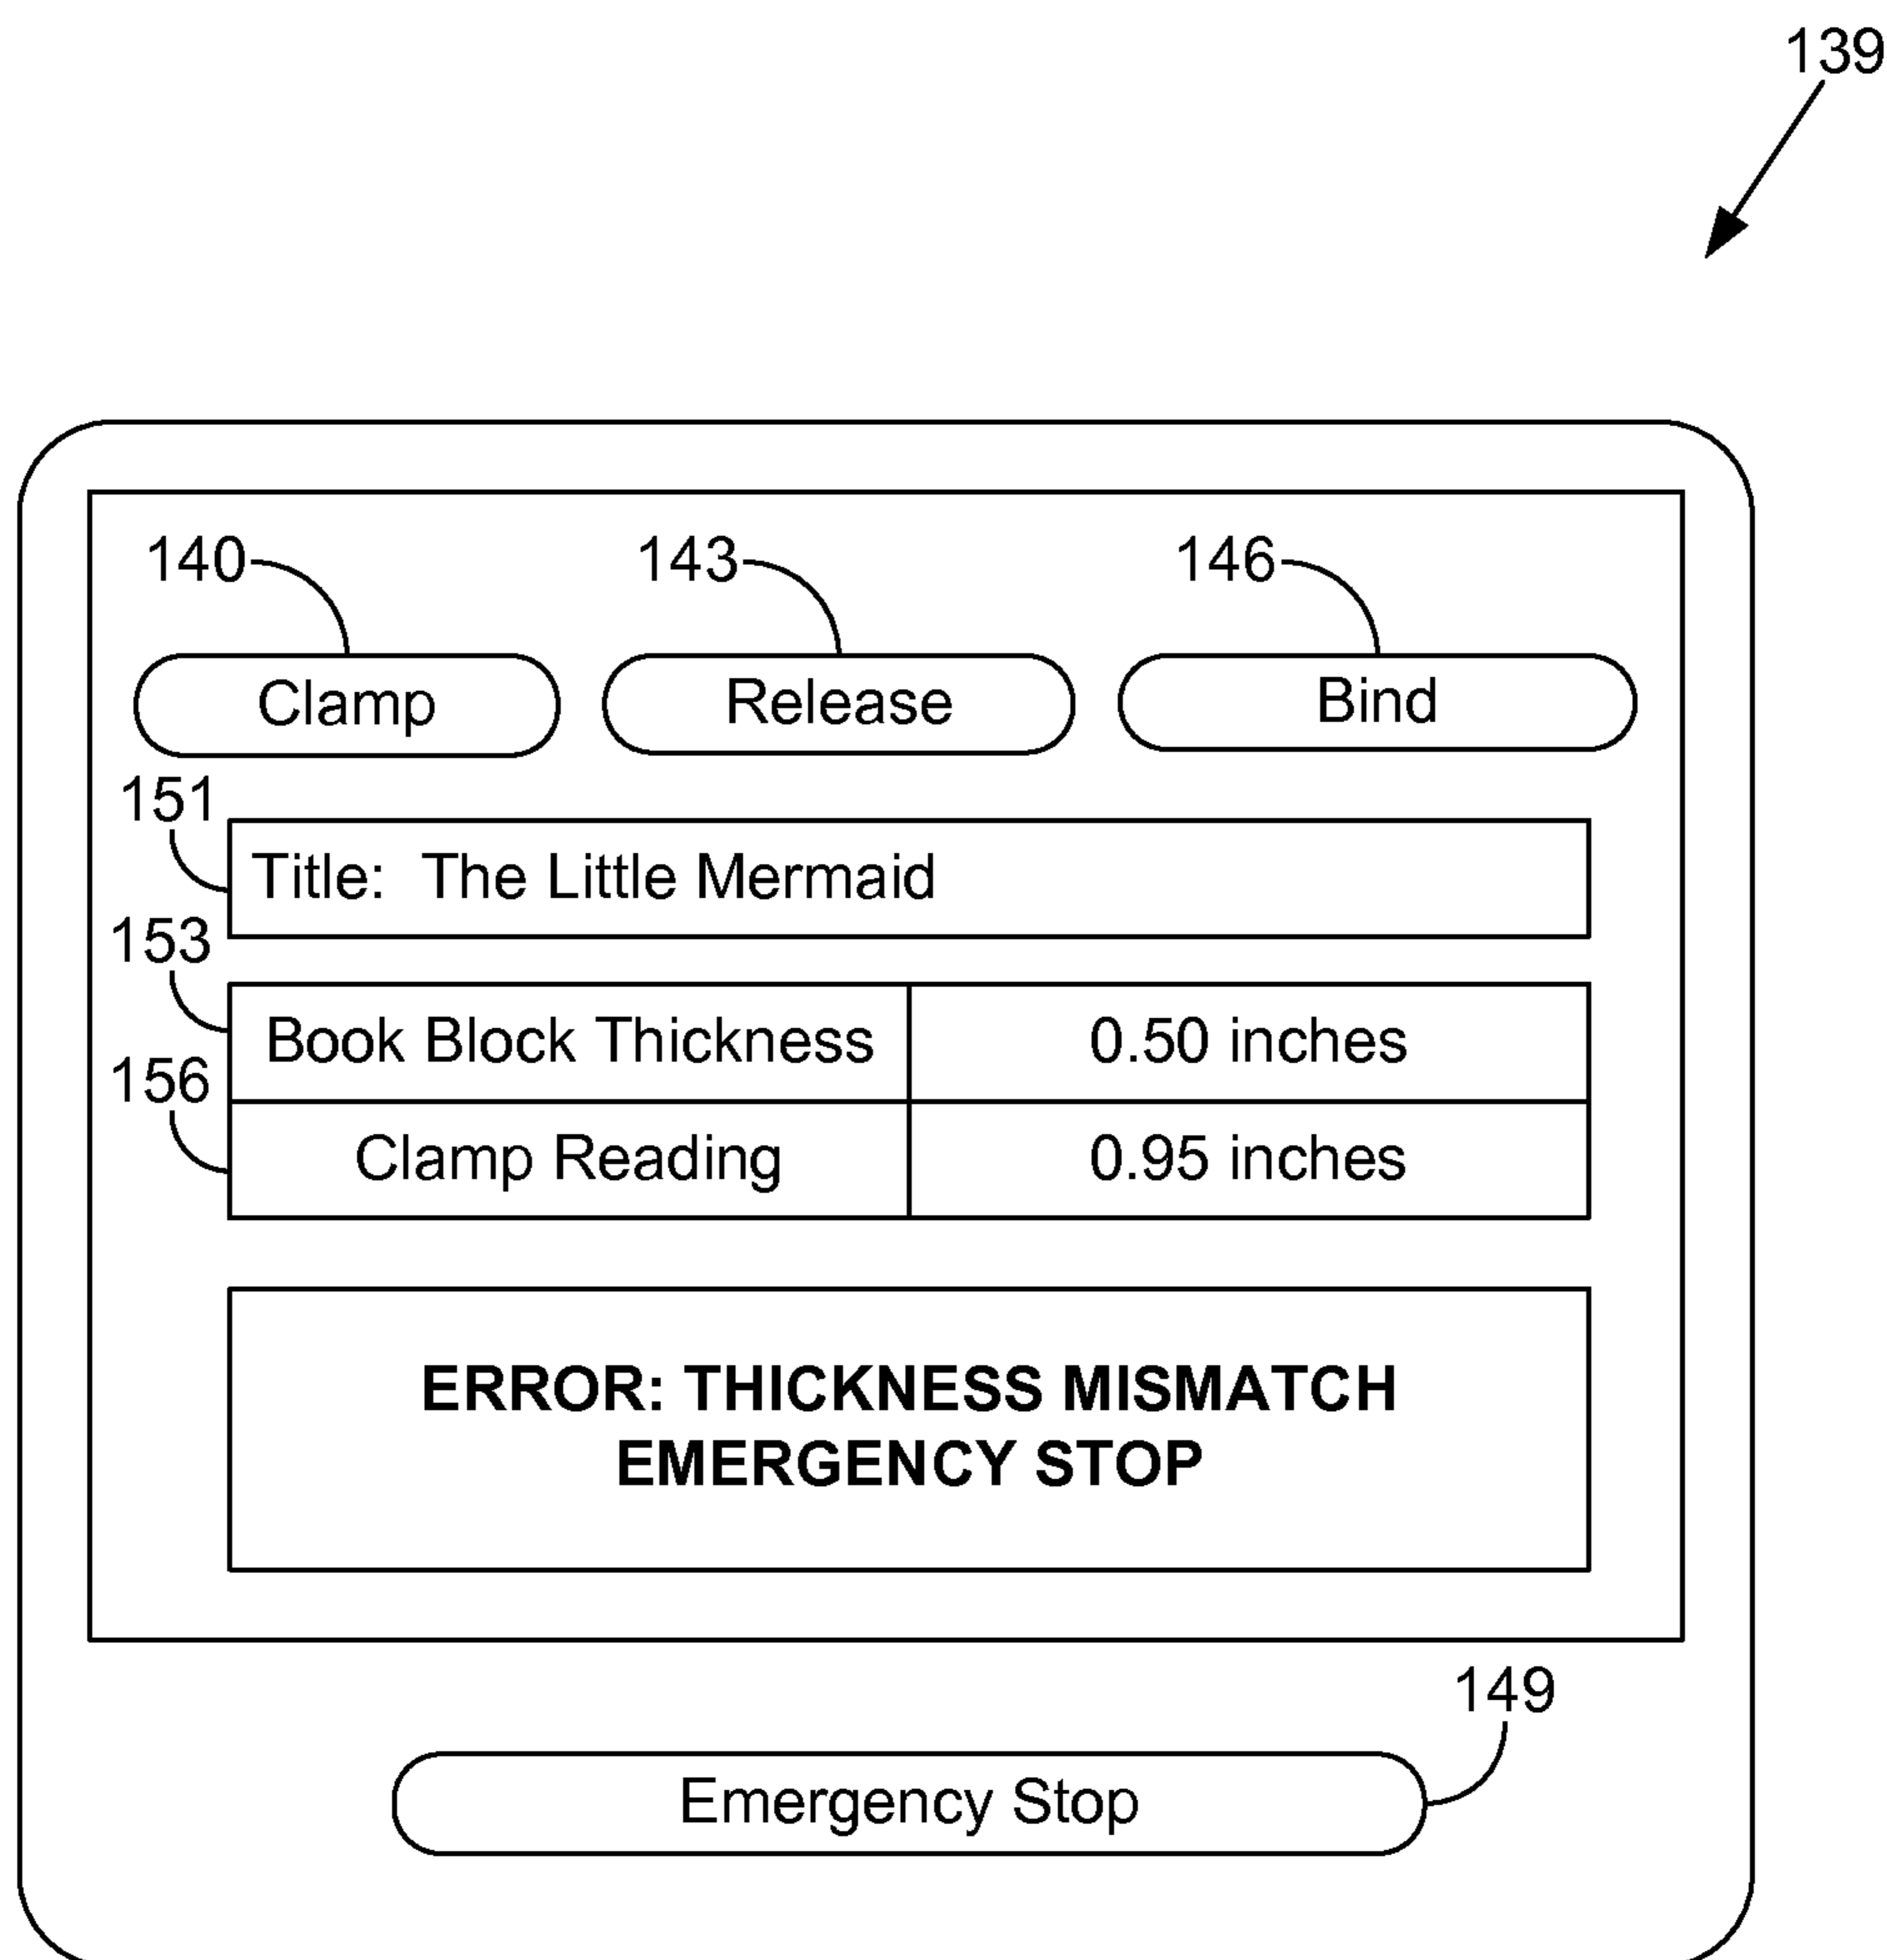 139
140 143 146
Clamp Release Bind
151
Title: The Little Mermaid
153
Book Block Thickness 0.50 inches
156
Clamp Reading 0.95 inches
ERROR: THICKNESS MISMATCH
EMERGENCY STOP
149
Emergency Stop